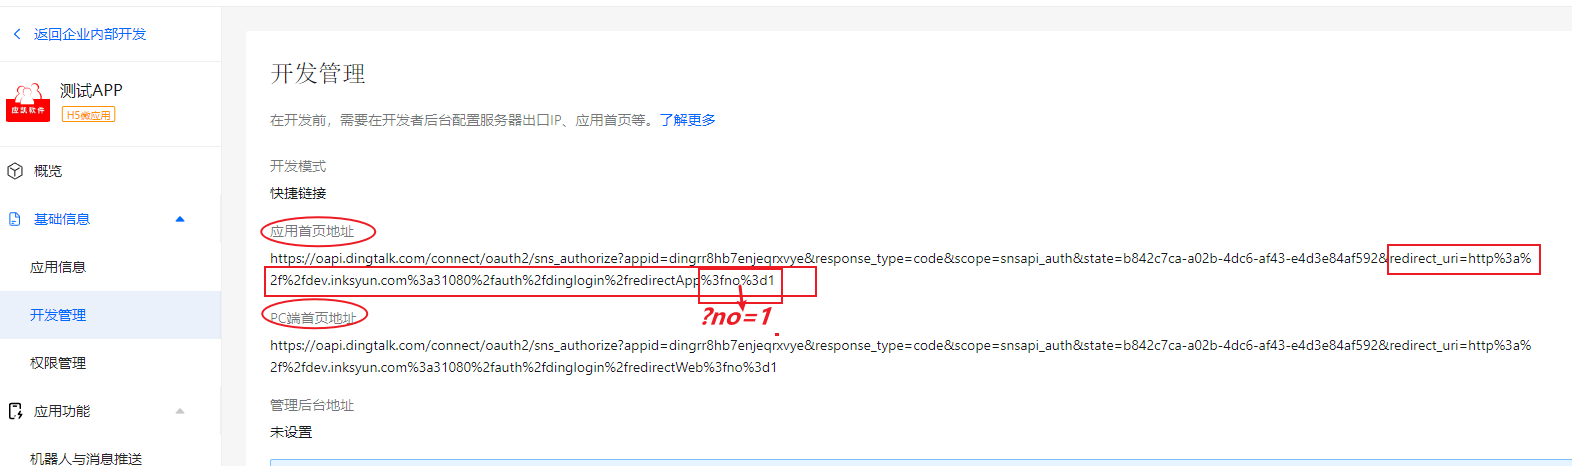 返回企业内部开发
应凯软件
测试APP
H5微应用
概览
基础信息
应用信息
开发管理
权限管理
应用功能
机器人与消息推送
开发管理
在开发前，需要在开发者后台配置服务器出口IP、应用首页等。了解更多
开发模式
快捷链接
应用首页地址
https://oapi.dingtalk.com/connect/oauth2/sns_authorize?appid=dingrr8hb7enjeqrxvye&response_type=code&scope=snsapi_auth&state=b842c7ca-a02b-4dc6-af43-e4d3e84af592&redirect_uri=http%3a%
2f%2fdev.inksyun.com%3a31080%2fauth%2fdinglogin%2fredirectApp%3fno%3d1
?no=1
PC端首页地址
https://oapi.dingtalk.com/connect/oauth2/sns_authorize?appid=dingrr8hb7enjeqrxvye&response_type=code&scope=snsapi_auth&state=b842c7ca-a02b-4dc6-af43-e4d3e84af592&redirect_uri=http%3a%
2f%2fdev.inksyun.com%3a31080%2fauth%2fdinglogin%2fredirectWeb%3fno%3d1
管理后台地址
未设置